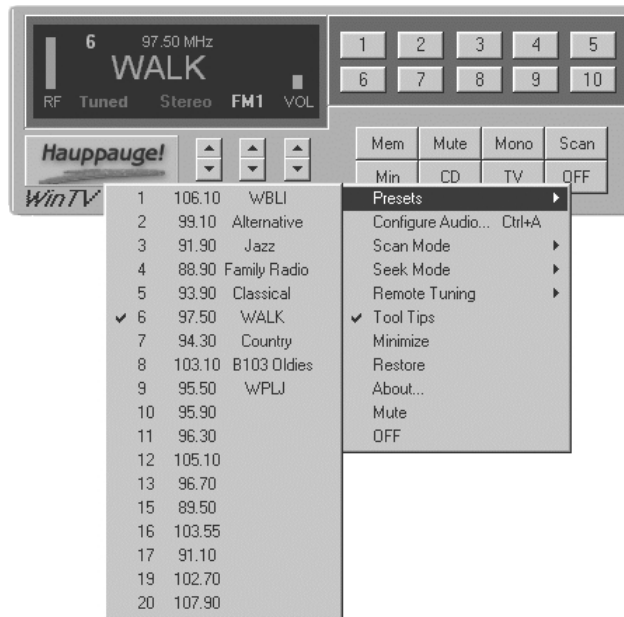 6 97.50 MHz
WALK
RF Tuned Stereo FM1 VOL
1 2 3 4 5
6 7 8 9 10
Hauppauge!
WinTV
Mem Mute Mono Scan
Min CD TV OFF
1 106.10 WBLI
2 99.10 Alternative
3 91.90 Jazz
4 88.90 Family Radio
5 93.90 Classical
6 97.50 WALK
7 94.30 Country
8 103.10 B103 Oldies
9 95.50 WPLJ
10 95.90
11 96.30
12 105.10
13 96.70
15 89.50
16 103.55
17 91.10
19 102.70
20 107.90
Presets
Configure Audio... Ctrl+A
Scan Mode
Seek Mode
Remote Tuning
Tool Tips
Minimize
Restore
About...
Mute
OFF